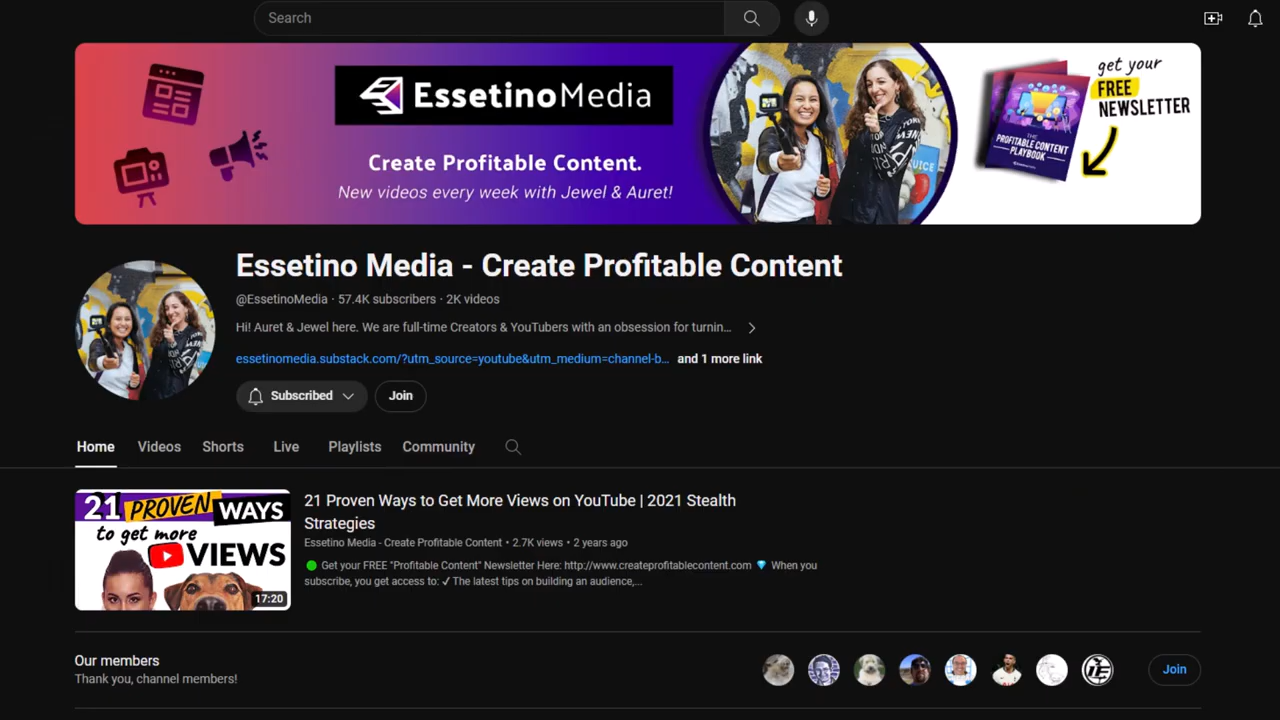 Search
EssetinoMedia
Create Profitable Content.
New videos every week with Jewel & Auret!
get your
FREE
NEWSLETTER
THE
PROFITABLE CONTENT
PLAYBOOK
Essetino Media - Create Profitable Content
@EssetinoMedia · 57.4K subscribers · 2K videos
Hi! Auret & Jewel here. We are full-time Creators & YouTubers with an obsession for turnin...
essetinomedia.substack.com/?utm_source=youtube&utm_medium=channel-b... and 1 more link
Subscribed Join
Home Videos Shorts Live Playlists Community
21 PROVEN WAYS
to get more
VIEWS
17:20
21 Proven Ways to Get More Views on YouTube | 2021 Stealth
Strategies
Essetino Media - Create Profitable Content • 2.7K views • 2 years ago
Get your FREE "Profitable Content" Newsletter Here: http://www.createprofitablecontent.com 💎 When you
subscribe, you get access to: ✓ The latest tips on building an audience,...
Our members
Thank you, channel members!
Join